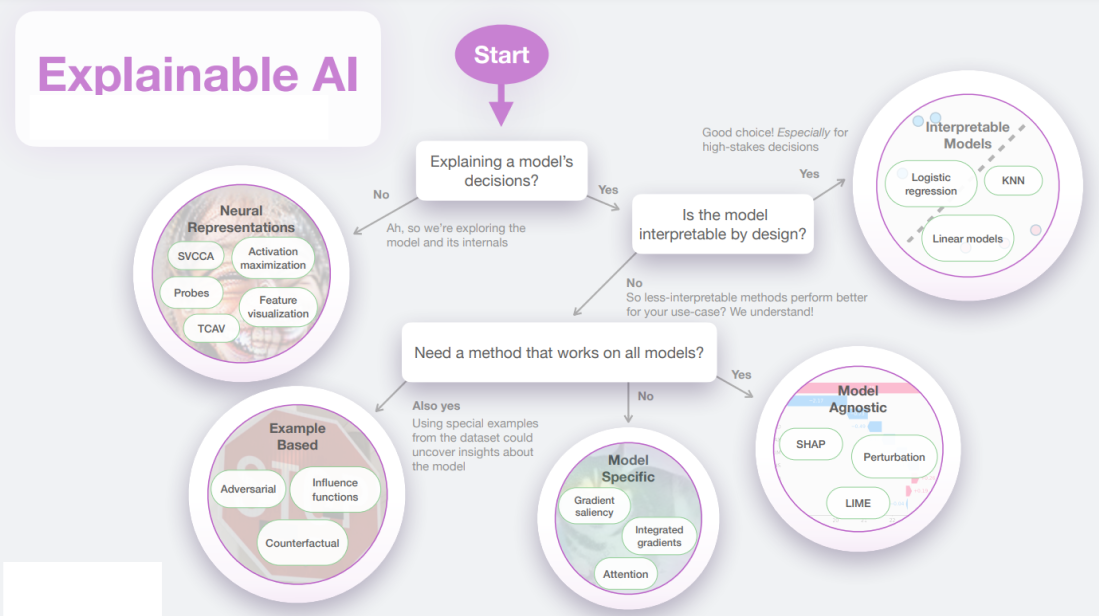 Explainable AI
Start
Explaining a model's
decisions?
No
Ah, so we're exploring the
model and its internals
Yes
Is the model
interpretable by design?
Good choice! Especially for
high-stakes decisions
Yes
Interpretable
Models
Logistic
regression
KNN
Linear models
Neural
Representations
SVCCA
Activation
maximization
Probes
Feature
visualization
TCAV
No
So less-interpretable methods perform better
for your use-case? We understand!
Need a method that works on all models?
Also yes
Using special examples
from the dataset could
uncover insights about
the model
No
Yes
Example
Based
Adversarial
Influence
functions
Counterfactual
Model
Specific
Gradient
saliency
Integrated
gradients
Attention
Model
Agnostic
SHAP
Perturbation
LIME